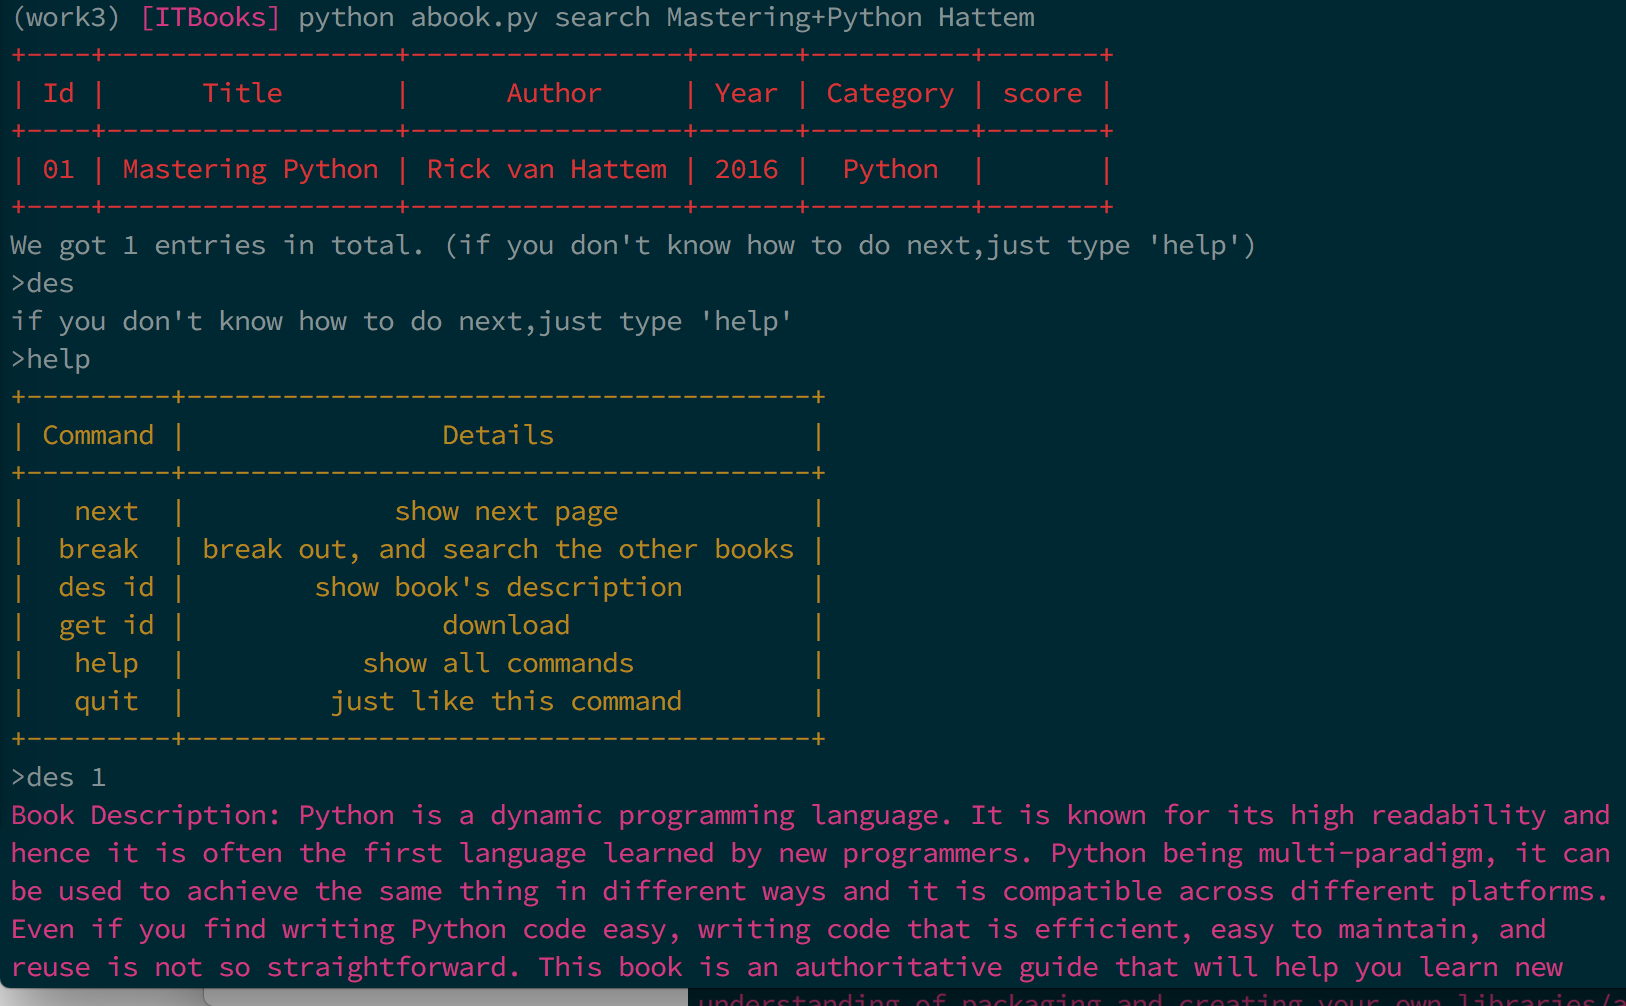 (work3) [ITBooks] python abook.py search Mastering+Python Hattem
+----+------------------+-----------------+------+----------+-------+
| Id |      Title       |      Author     | Year | Category | score |
+----+------------------+-----------------+------+----------+-------+
| 01 | Mastering Python | Rick van Hattem | 2016 |  Python  |       |
+----+------------------+-----------------+------+----------+-------+
We got 1 entries in total. (if you don't know how to do next,just type 'help')
>des
if you don't know how to do next,just type 'help'
>help
+---------+---------------------------------------+
| Command |                Details                |
+---------+---------------------------------------+
|   next  |             show next page            |
|  break  | break out, and search the other books |
|  des id |        show book's description        |
|  get id |                download               |
|   help  |           show all commands           |
|   quit  |         just like this command        |
+---------+---------------------------------------+
>des 1
Book Description: Python is a dynamic programming language. It is known for its high readability and
hence it is often the first language learned by new programmers. Python being multi-paradigm, it can
be used to achieve the same thing in different ways and it is compatible across different platforms.
Even if you find writing Python code easy, writing code that is efficient, easy to maintain, and
reuse is not so straightforward. This book is an authoritative guide that will help you learn new
understanding of packaging and creating your own libraries/a